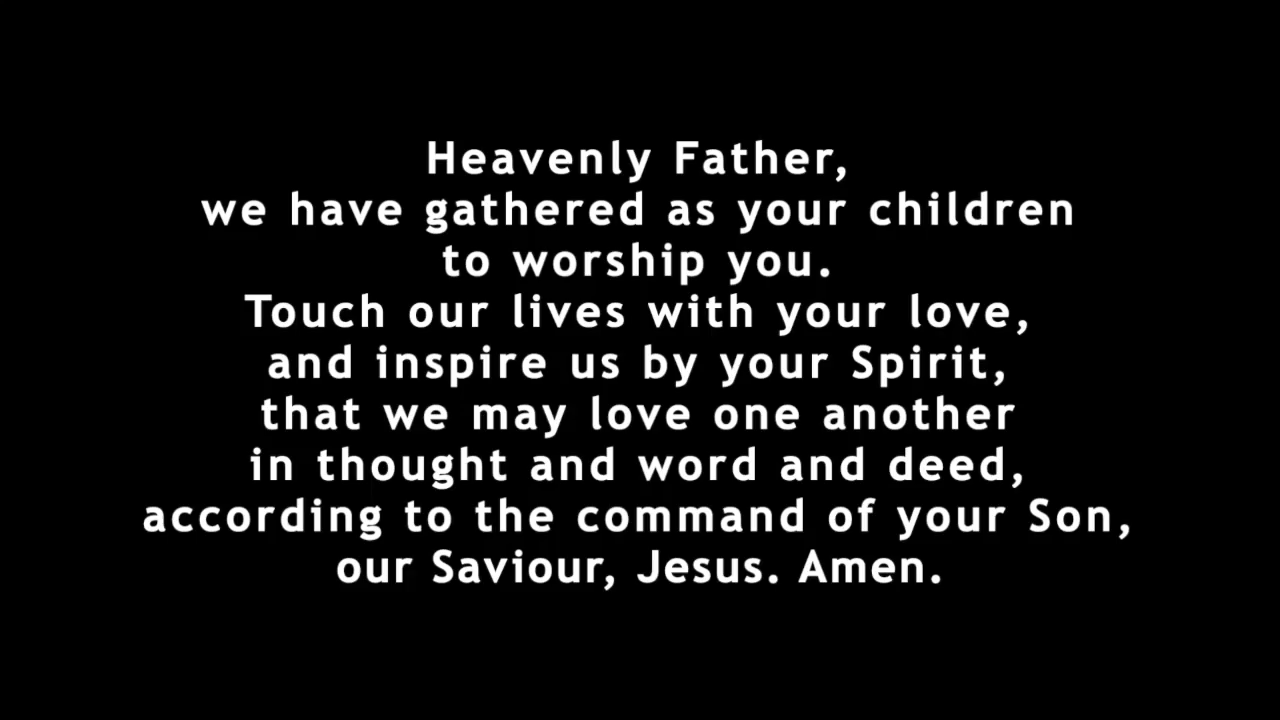 Heavenly Father,
we have gathered as your children
to worship you.
Touch our lives with your love,
and inspire us by your Spirit,
that we may love one another
in thought and word and deed,
according to the command of your Son,
our Saviour, Jesus. Amen.